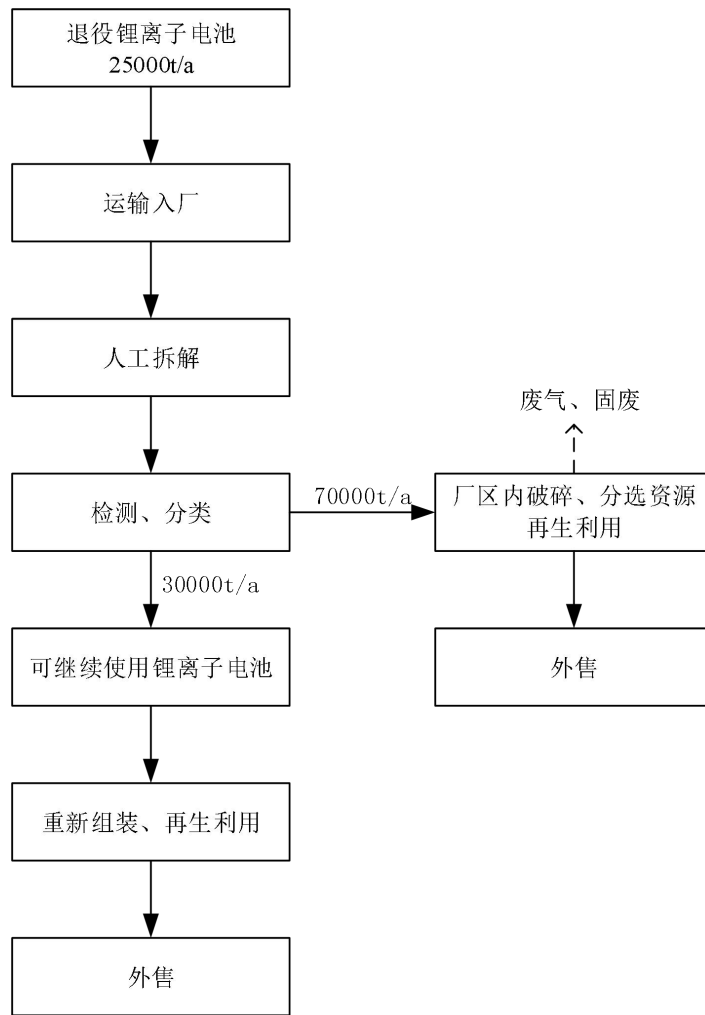 退役锂离子电池
25000t/a
运输入厂
人工拆解
废气、固废
检测、分类
70000t/a
厂区内破碎、分选资源
再生利用
30000t/a
可继续使用锂离子电池
外售
重新组装、再生利用
外售